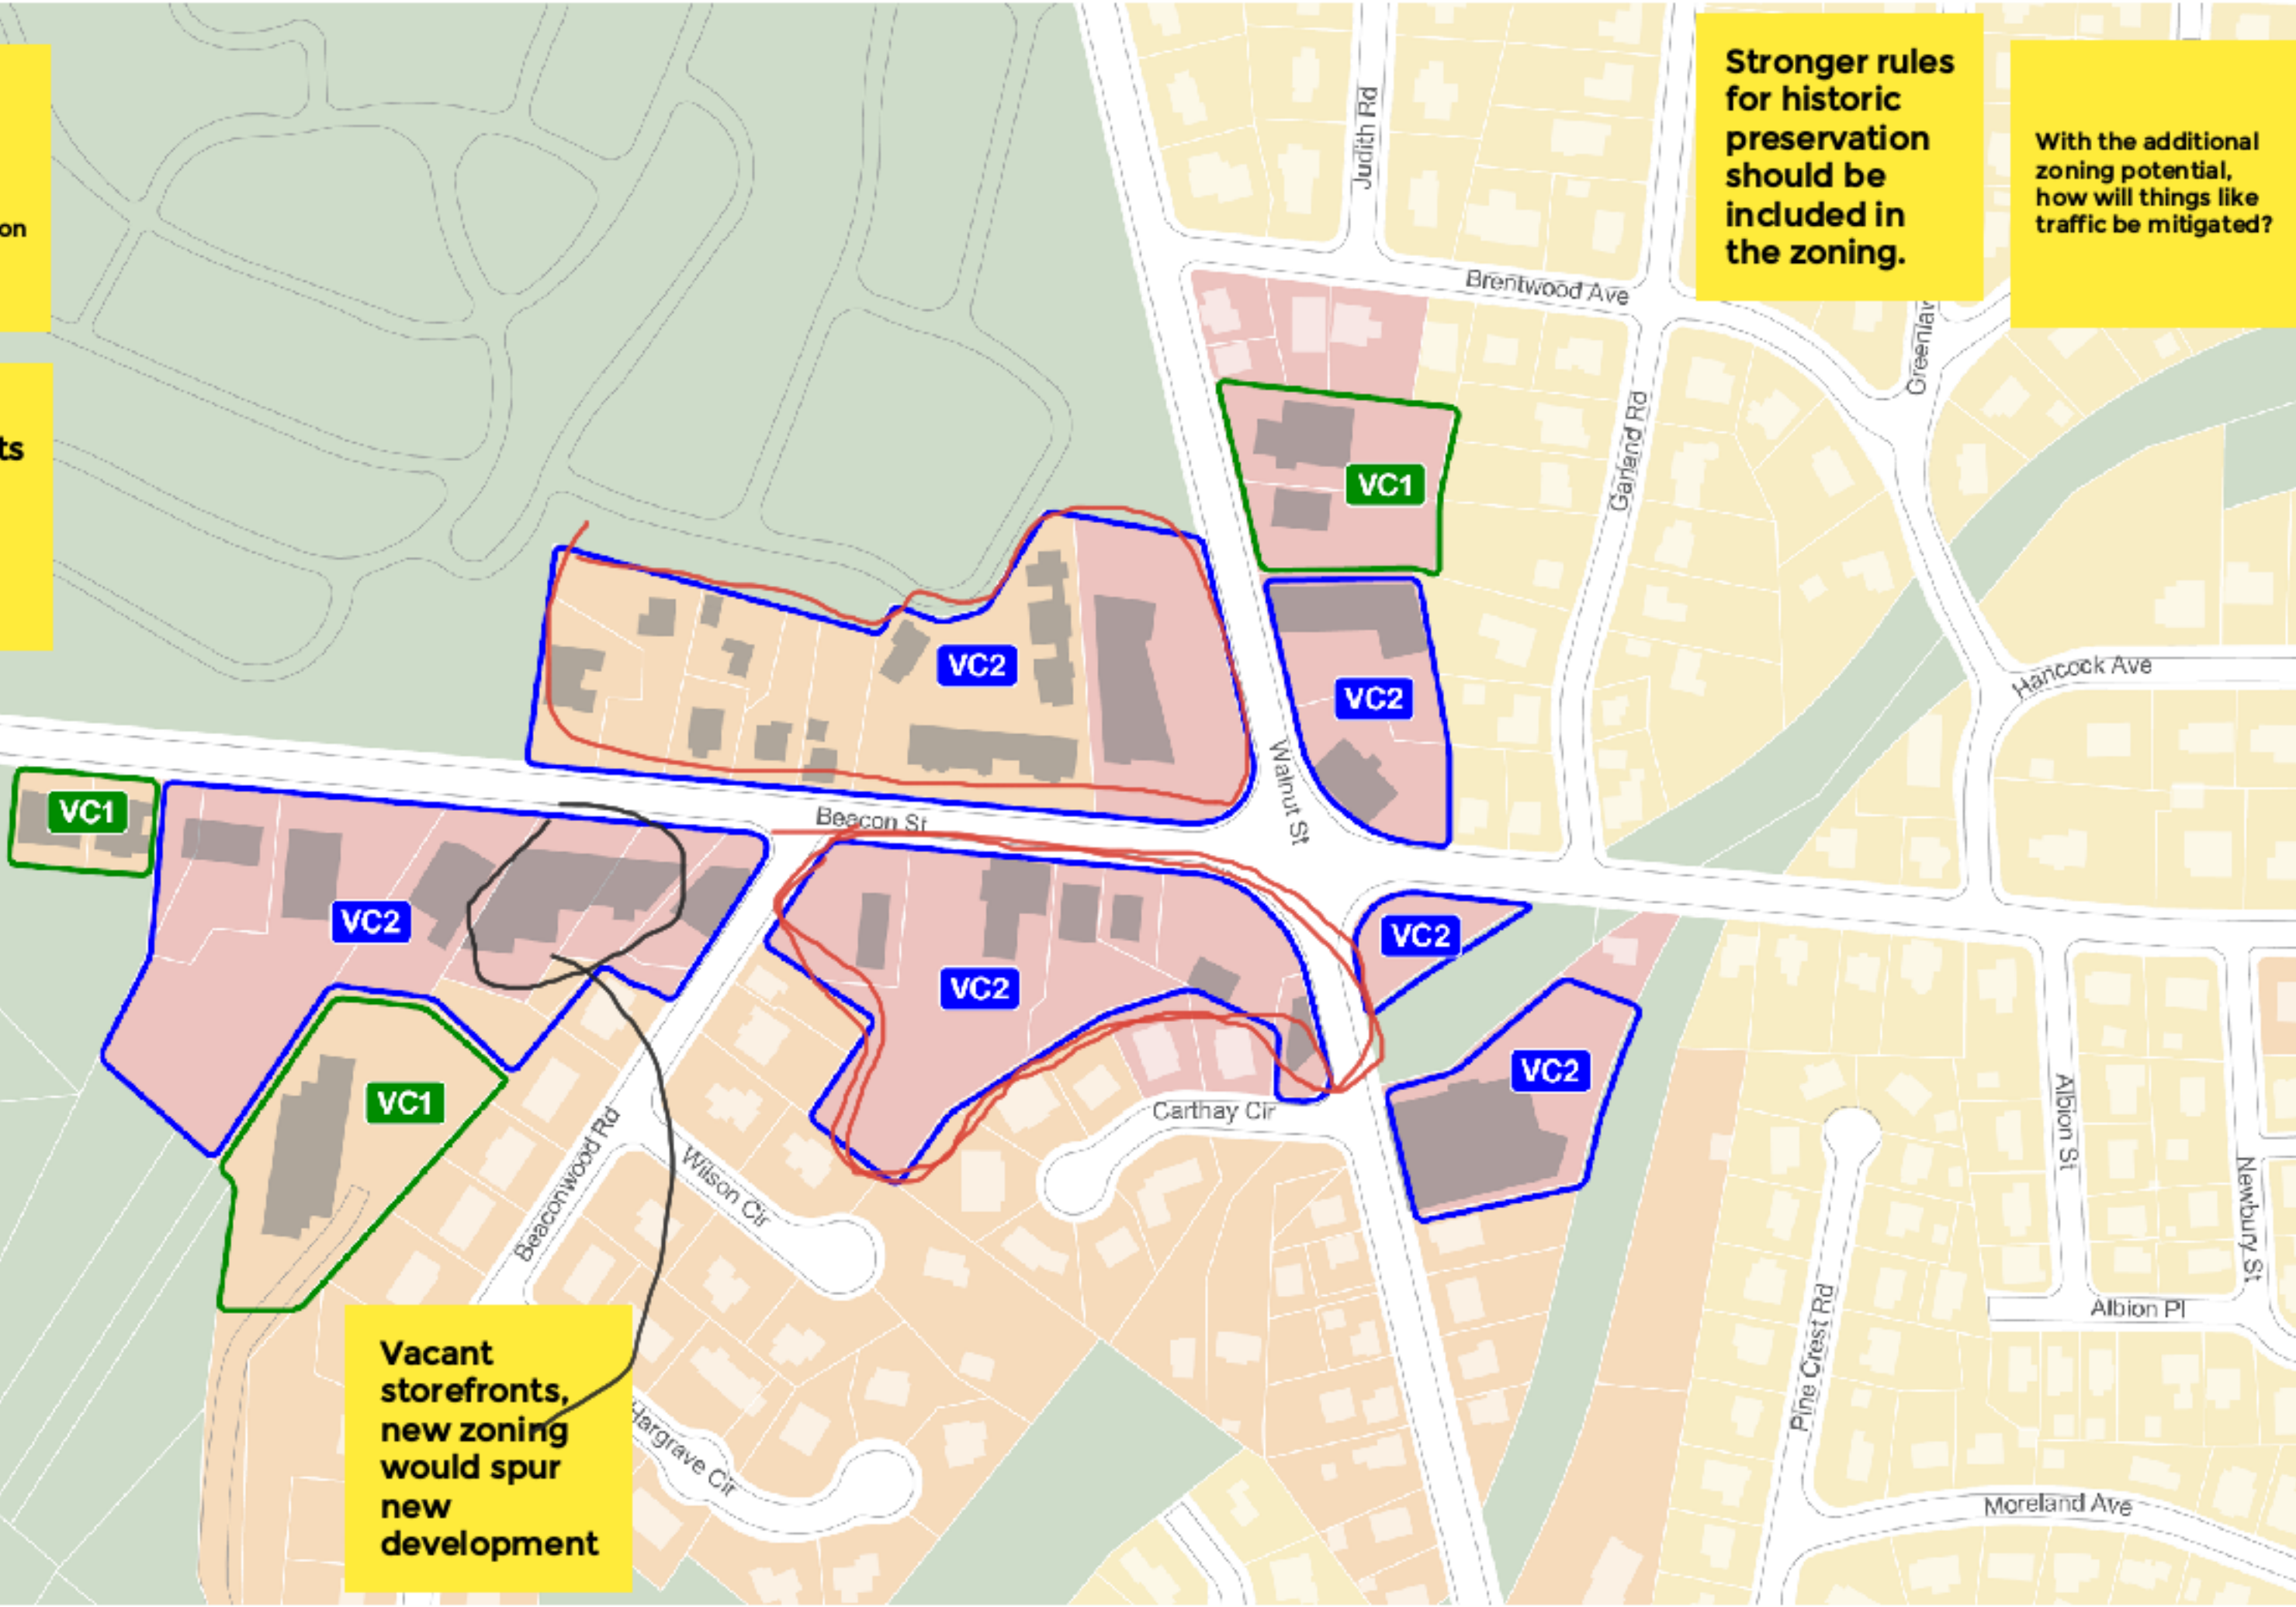 on
ts
Stronger rules
for historic
preservation
should be
included in
the zoning.
With the additional
zoning potential,
how will things like
traffic be mitigated?
Judith Rd
Brentwood Ave
Garland Rd
Hancock Ave
VC1
VC2
VC2
Walnut St
Beacon St
VC1
VC2
VC2
VC2
VC2
VC1
Carthay Cir
Beaconwood Rd
Wilson Cir
Albion St
Newbury St
Albion Pl
Pine Crest Rd
Moreland Ave
Hargrave Cir
Vacant
storefronts,
new zoning
would spur
new
development